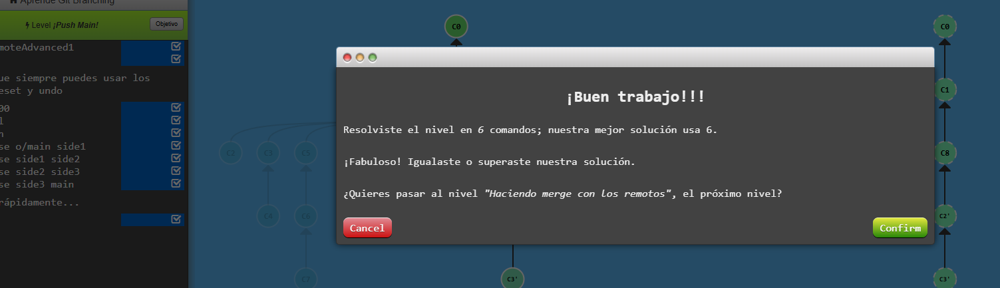 Aprende Git Branching
Level ¡Push Main!
Objetivo
moteAdvanced1
ue siempre puedes usar los
eset y undo
00
l
n
se o/main side1
se side1 side2
se side2 side3
se side3 main
rápidamente...
C0
C2
C3
C5
C4
C6
C7
C3'
¡Buen trabajo!!!
Resolviste el nivel en 6 comandos; nuestra mejor solución usa 6.
¡Fabuloso! Igualaste o superaste nuestra solución.
¿Quieres pasar al nivel "Haciendo merge con los remotos", el próximo nivel?
Cancel
Confirm
C0
C1
C8
C2'
C3'